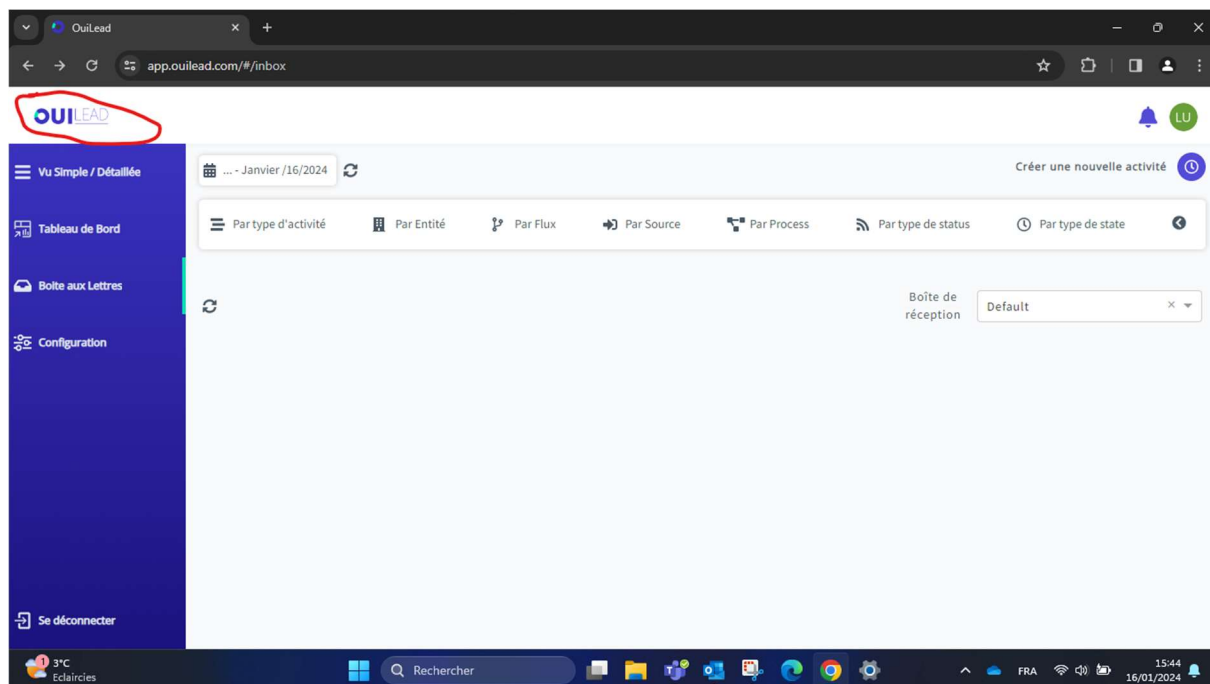 OuiLead
app.ouilead.com/#/inbox
OUILEAD
LU
Vu Simple / Détaillée
... - Janvier /16/2024
Créer une nouvelle activité
Tableau de Bord
Par type d'activité
Par Entité
Par Flux
Par Source
Par Process
Par type de status
Par type de state
Boite aux Lettres
Boîte de
réception
Default
Configuration
Se déconnecter
1
3°C
Eclaircies
Rechercher
FRA
15:44
16/01/2024